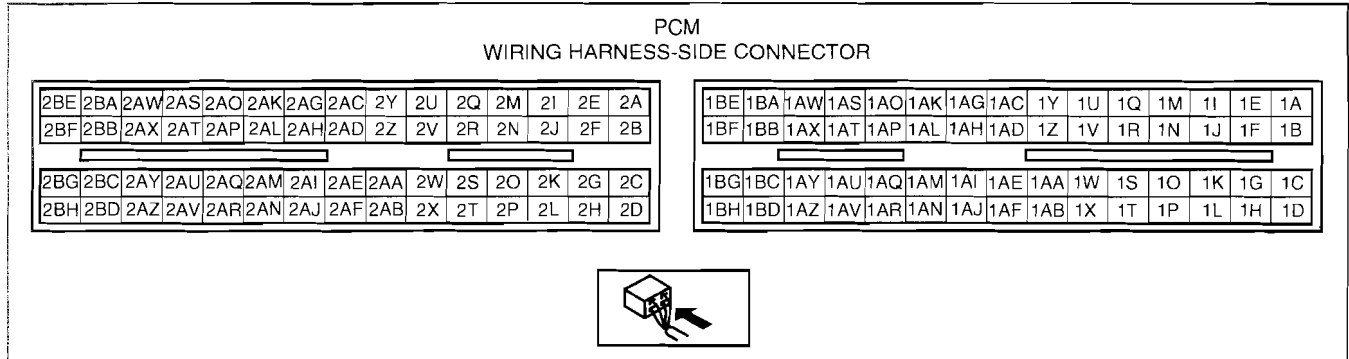 PCM
WIRING HARNESS-SIDE CONNECTOR
2BE 2BA 2AW 2AS 2AO 2AK 2AG 2AC 2Y 2U 2Q 2M 2I 2E 2A
2BF 2BB 2AX 2AT 2AP 2AL 2AH 2AD 2Z 2V 2R 2N 2J 2F 2B
2BG 2BC 2AY 2AU 2AQ 2AM 2AI 2AE 2AA 2W 2S 2O 2K 2G 2C
2BH 2BD 2AZ 2AV 2AR 2AN 2AJ 2AF 2AB 2X 2T 2P 2L 2H 2D
1BE 1BA 1AW 1AS 1AO 1AK 1AG 1AC 1Y 1U 1Q 1M 1I 1E 1A
1BF 1BB 1AX 1AT 1AP 1AL 1AH 1AD 1Z 1V 1R 1N 1J 1F 1B
1BG 1BC 1AY 1AU 1AQ 1AM 1AI 1AE 1AA 1W 1S 1O 1K 1G 1C
1BH 1BD 1AZ 1AV 1AR 1AN 1AJ 1AF 1AB 1X 1T 1P 1L 1H 1D